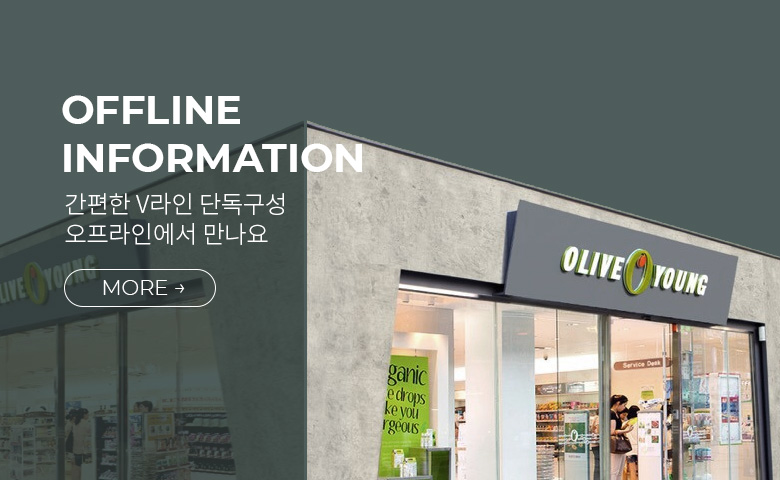 OFFLINE
INFORMATION
간편한 V라인 단독구성
오프라인에서 만나요
MORE →
OLIVE YOUNG
OLIVE YOUNG
Service Desk
ganic
e drops
ke you
rgeous